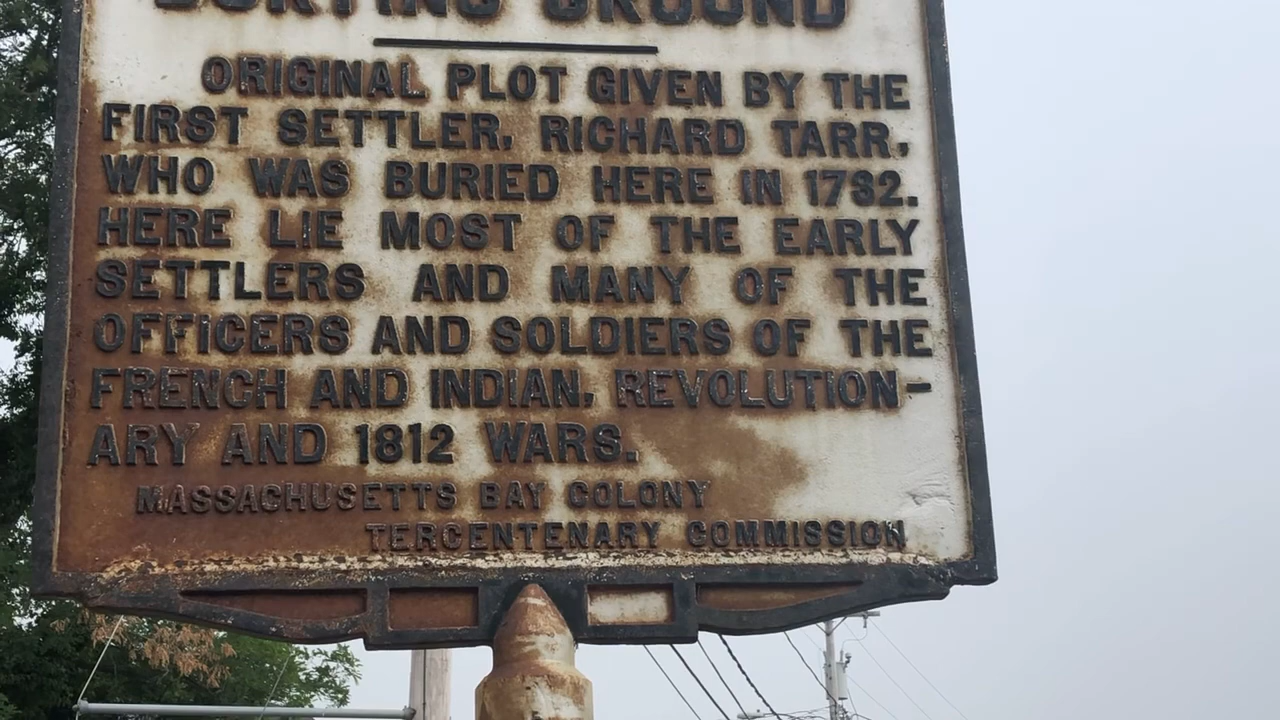 BURYING GROUND
ORIGINAL PLOT GIVEN BY THE
FIRST SETTLER, RICHARD TARR,
WHO WAS BURIED HERE IN 1732.
HERE LIE MOST OF THE EARLY
SETTLERS AND MANY OF THE
OFFICERS AND SOLDIERS OF THE
FRENCH AND INDIAN, REVOLUTION-
ARY AND 1812 WARS.
MASSACHUSETTS BAY COLONY
TERCENTENARY COMMISSION